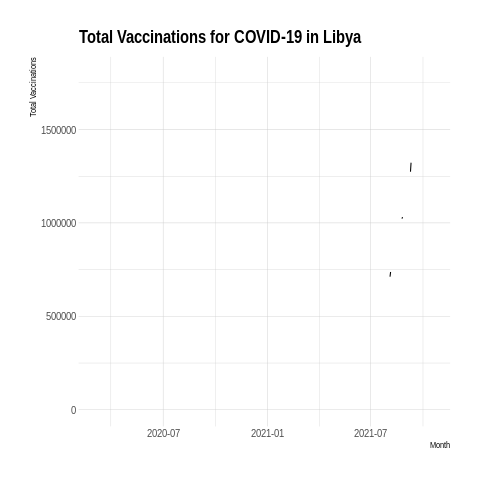 Total Vaccinations for COVID-19 in Libya
Total Vaccinations
1500000
1000000
500000
0
2020-07
2021-01
2021-07
Month